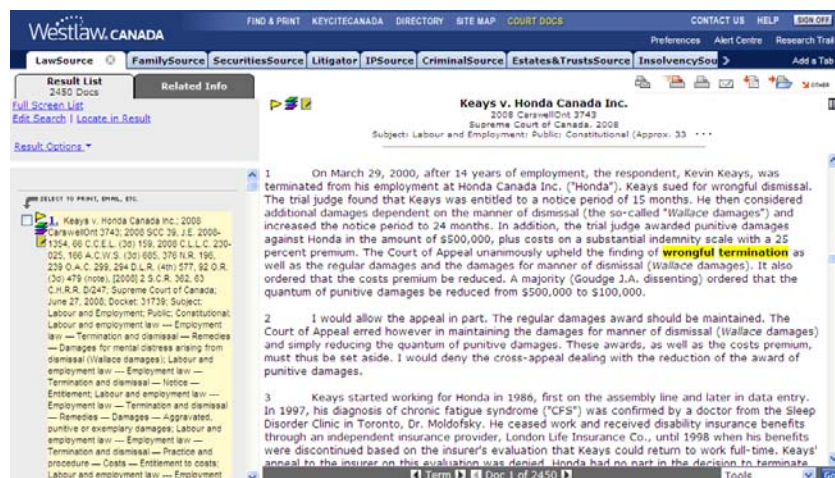 FIND & PRINT KEYCITECANADA DIRECTORY SITE MAP COURT DOCS CONTACT US HELP SIGN OFF
Westlaw. CANADA
Preferences Alert Centre Research Trail
LawSource FamilySource SecuritiesSource Litigator IPSource CriminalSource Estates&TrustsSource InsolvencySou Add a Tab
Result List
2450 Docs
Related Info
Full Screen List
Edit Search | Locate in Result
Result Options
SELECT TO PRINT, EMAIL, ETC.
1. Keays v. Honda Canada Inc.; 2008
CarswellOnt 3743; 2008 SCC 39, J.E. 2008-
1354, 66 C.C.E.L. (3d) 159, 2008 C.L.L.C. 230-
025, 166 A.C.W.S. (3d) 685, 376 N.R. 196,
239 O.A.C. 299, 294 D.L.R. (4th) 577, 92 O.R.
(3d) 479 (note), [2008] 2 S.C.R. 362, 63
C.H.R.R. D/247; Supreme Court of Canada;
June 27, 2008; Docket: 31739; Subject:
Labour and Employment; Public; Constitutional;
Labour and employment law — Employment
law — Termination and dismissal — Remedies
— Damages for mental distress arising from
dismissal (Wallace damages); Labour and
employment law — Employment law —
Termination and dismissal — Notice —
Entitlement; Labour and employment law —
Employment law — Termination and dismissal
— Remedies — Damages — Aggravated,
punitive or exemplary damages; Labour and
employment law — Employment law —
Termination and dismissal — Practice and
procedure — Costs — Entitlement to costs;
Labour and employment law — Employment
OTHER
Keays v. Honda Canada Inc.
2008 CarswellOnt 3743
Supreme Court of Canada, 2008
Subject: Labour and Employment; Public; Constitutional (Approx. 33 ···
1 On March 29, 2000, after 14 years of employment, the respondent, Kevin Keays, was
terminated from his employment at Honda Canada Inc. ("Honda"). Keays sued for wrongful dismissal.
The trial judge found that Keays was entitled to a notice period of 15 months. He then considered
additional damages dependent on the manner of dismissal (the so-called "Wallace damages") and
increased the notice period to 24 months. In addition, the trial judge awarded punitive damages
against Honda in the amount of $500,000, plus costs on a substantial indemnity scale with a 25
percent premium. The Court of Appeal unanimously upheld the finding of wrongful termination as
well as the regular damages and the damages for manner of dismissal (Wallace damages). It also
ordered that the costs premium be reduced. A majority (Goudge J.A. dissenting) ordered that the
quantum of punitive damages be reduced from $500,000 to $100,000.
2 I would allow the appeal in part. The regular damages award should be maintained. The
Court of Appeal erred however in maintaining the damages for manner of dismissal (Wallace damages)
and simply reducing the quantum of punitive damages. These awards, as well as the costs premium,
must thus be set aside. I would deny the cross-appeal dealing with the reduction of the award of
punitive damages.
3 Keays started working for Honda in 1986, first on the assembly line and later in data entry.
In 1997, his diagnosis of chronic fatigue syndrome ("CFS") was confirmed by a doctor from the Sleep
Disorder Clinic in Toronto, Dr. Moldofsky. He ceased work and received disability insurance benefits
through an independent insurance provider, London Life Insurance Co., until 1998 when his benefits
were discontinued based on the insurer's evaluation that Keays could return to work full-time. Keays'
appeal to the insurer on this evaluation was denied. Honda had no part in the decision to terminate
Term Doc 1 of 2450 Tools Go